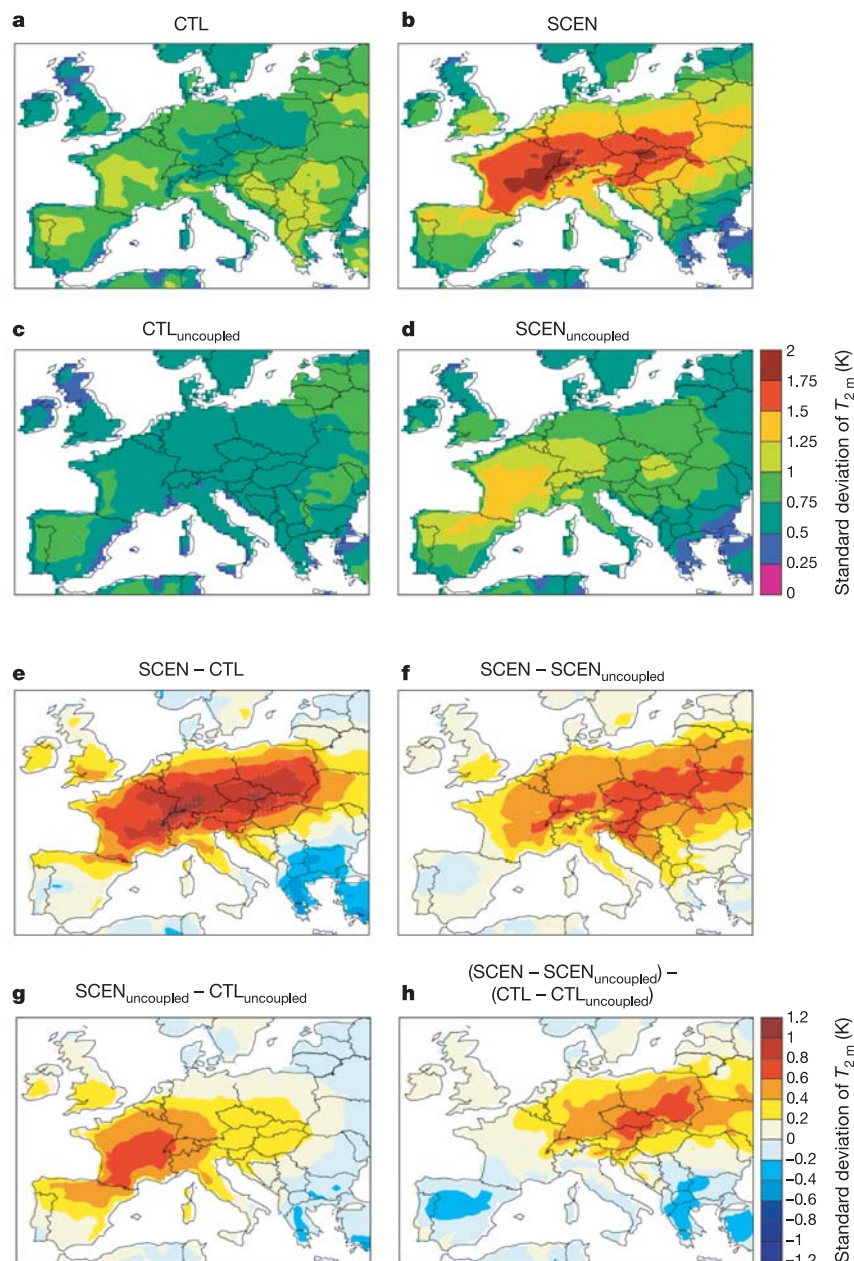 a CTL
b SCEN
c CTLuncoupled
d SCENuncoupled
2
1.75
1.5
1.25
1
0.75
0.5
0.25
0
Standard deviation of T2 m (K)
e SCEN – CTL
f SCEN – SCENuncoupled
g SCENuncoupled – CTLuncoupled
h (SCEN – SCENuncoupled) –
(CTL – CTLuncoupled)
1.2
1
0.8
0.6
0.4
0.2
0
–0.2
–0.4
–0.6
–0.8
–1
–1.2
Standard deviation of T2 m (K)